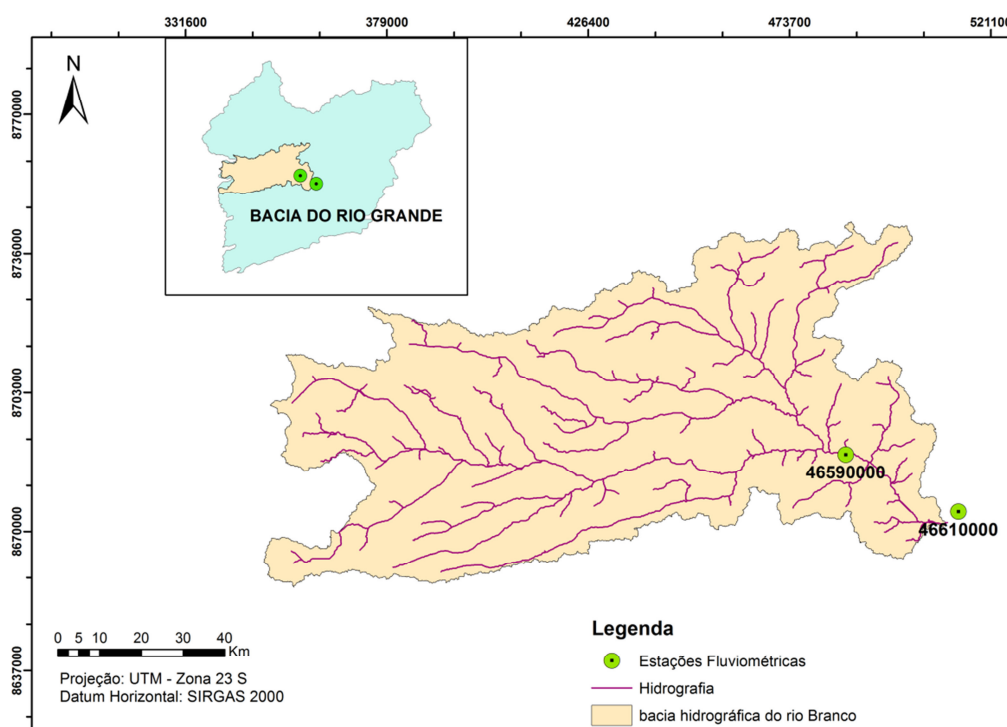 331600 379000 426400 473700 521100
N
8770000
8736000
8703000
8670000
8637000
BACIA DO RIO GRANDE
46590000
46610000
0 5 10 20 30 40
Km
Projeção: UTM - Zona 23 S
Datum Horizontal: SIRGAS 2000
Legenda
Estações Fluviométricas
Hidrografia
bacia hidrográfica do rio Branco